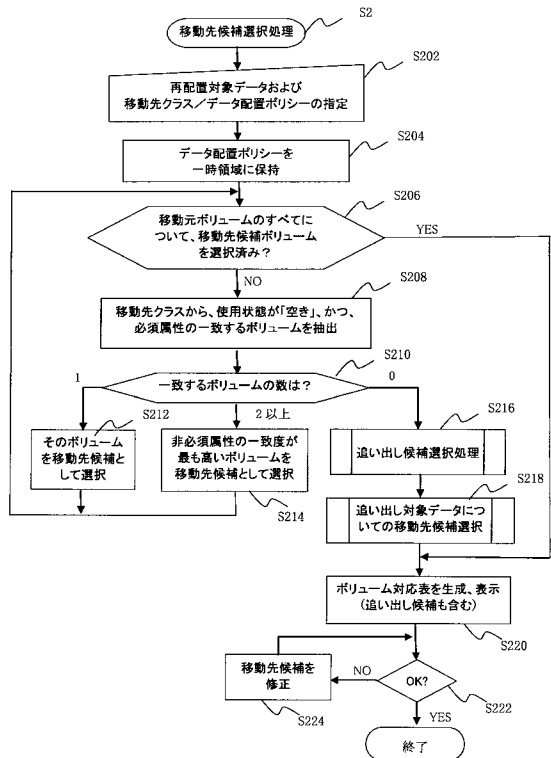 移動先候補選択処理
S2
S202
再配置対象データおよび
移動先クラス/データ配置ポリシーの指定
S204
データ配置ポリシーを
一時領域に保持
S206
移動元ボリュームのすべてに
ついて、移動先候補ボリューム
を選択済み?
YES
NO
S208
移動先クラスから、使用状態が「空き」、かつ、
必須属性の一致するボリュームを抽出
S210
一致するボリュームの数は?
1
0
2以上
S212
そのボリューム
を移動先候補と
して選択
非必須属性の一致度が
最も高いボリュームを
移動先候補として選択
S214
S216
追い出し候補選択処理
S218
追い出し対象データにつ
いての移動先候補選択
ボリューム対応表を生成、表示
(追い出し候補も含む)
S220
移動先候補を
修正
S224
NO
OK?
S222
YES
終了